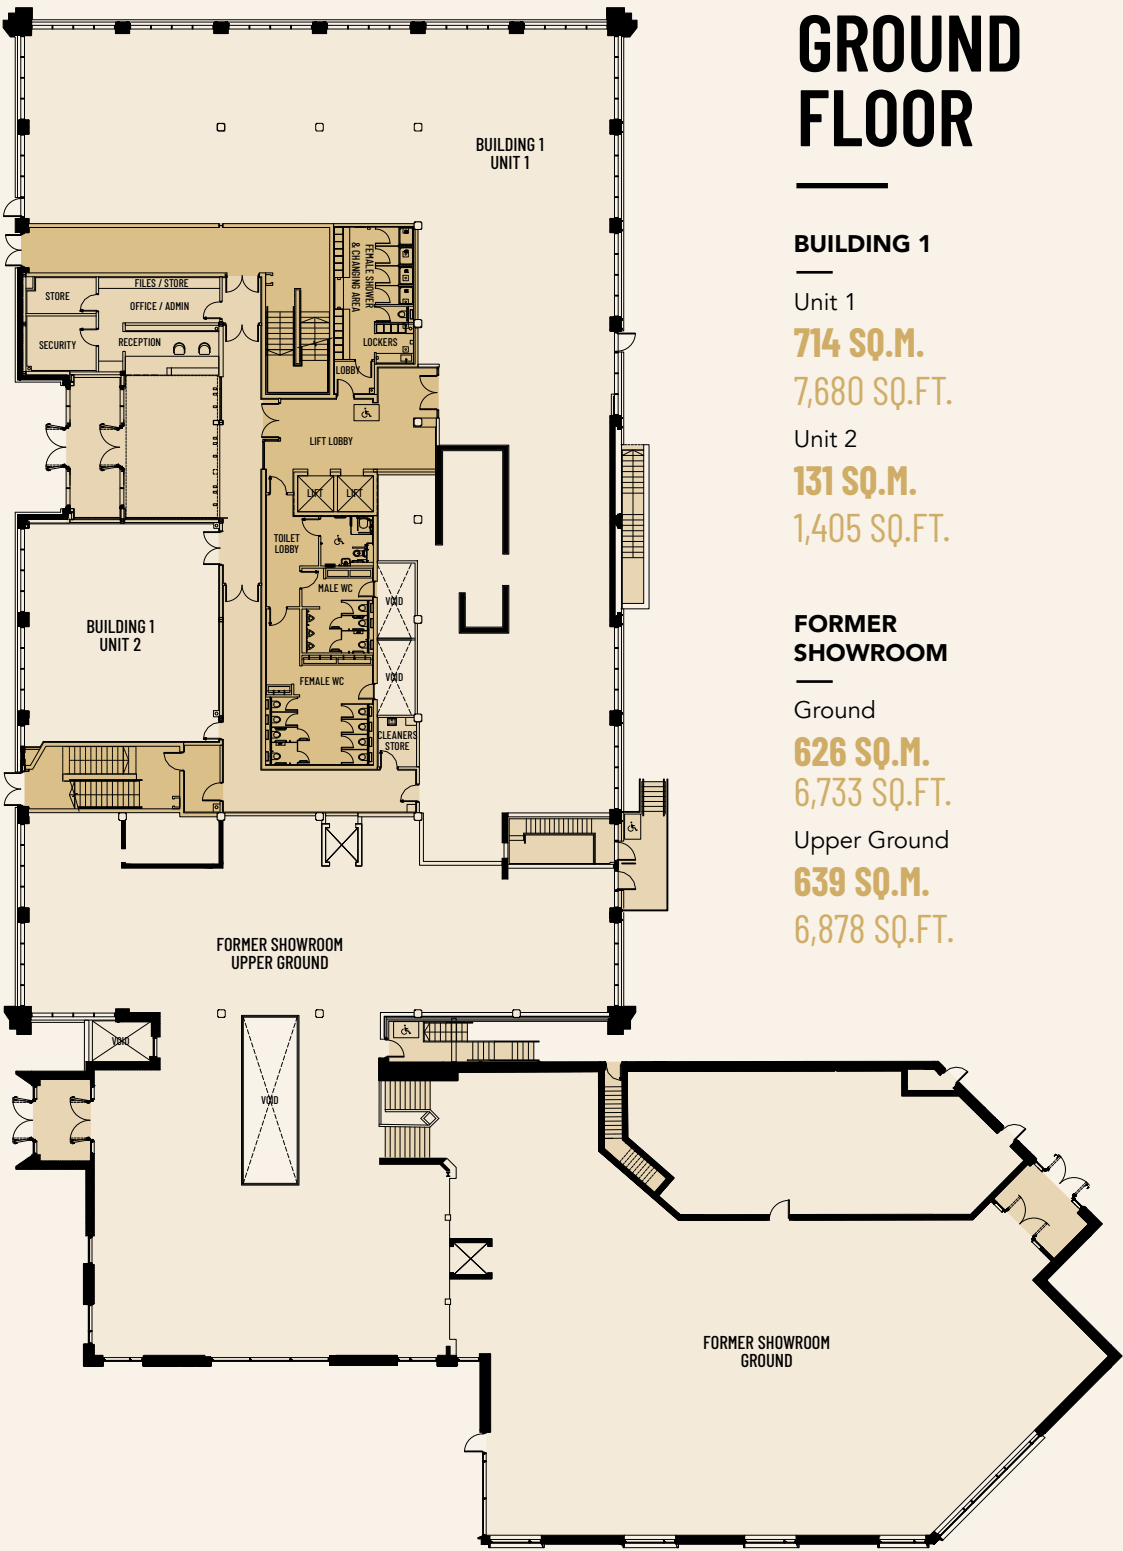 GROUND
FLOOR
BUILDING 1
Unit 1
714 SQ.M.
7,680 SQ.FT.
Unit 2
131 SQ.M.
1,405 SQ.FT.
FORMER
SHOWROOM
Ground
626 SQ.M.
6,733 SQ.FT.
Upper Ground
639 SQ.M.
6,878 SQ.FT.
BUILDING 1
UNIT 1
FEMALE SHOWER
& CHANGING AREA
FILES / STORE
STORE
OFFICE / ADMIN
SECURITY
RECEPTION
LOCKERS
LOBBY
LIFT LOBBY
LIFT
LIFT
TOILET
LOBBY
MALE WC
VOID
BUILDING 1
UNIT 2
VOID
FEMALE WC
CLEANERS
STORE
FORMER SHOWROOM
UPPER GROUND
VOID
VOID
FORMER SHOWROOM
GROUND